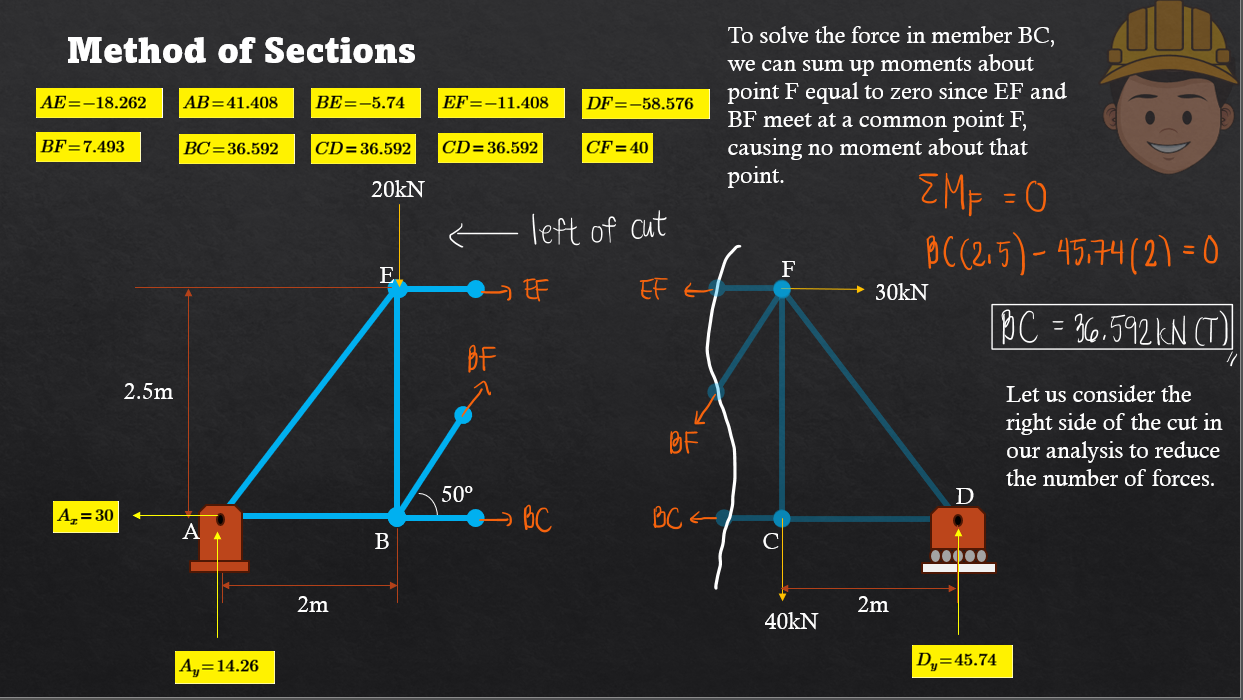 Method of Sections
AE=−18.262
AB=41.408
BE=−5.74
EF=−11.408
DF=−58.576
BF=7.493
BC=36.592
CD=36.592
CD=36.592
CF=40
To solve the force in member BC,
we can sum up moments about
point F equal to zero since EF and
BF meet at a common point F,
causing no moment about that
point.
ΣM_F = 0
BC(2.5) - 45.74(2) = 0
BC = 36.592kN(T)
Let us consider the
right side of the cut in
our analysis to reduce
the number of forces.
20kN
← left of cut
E
EF
2.5m
BF
50°
A_x=30
A
B
BC
2m
A_y=14.26
EF
F
30kN
BF
BC
C
D
2m
40kN
D_y=45.74